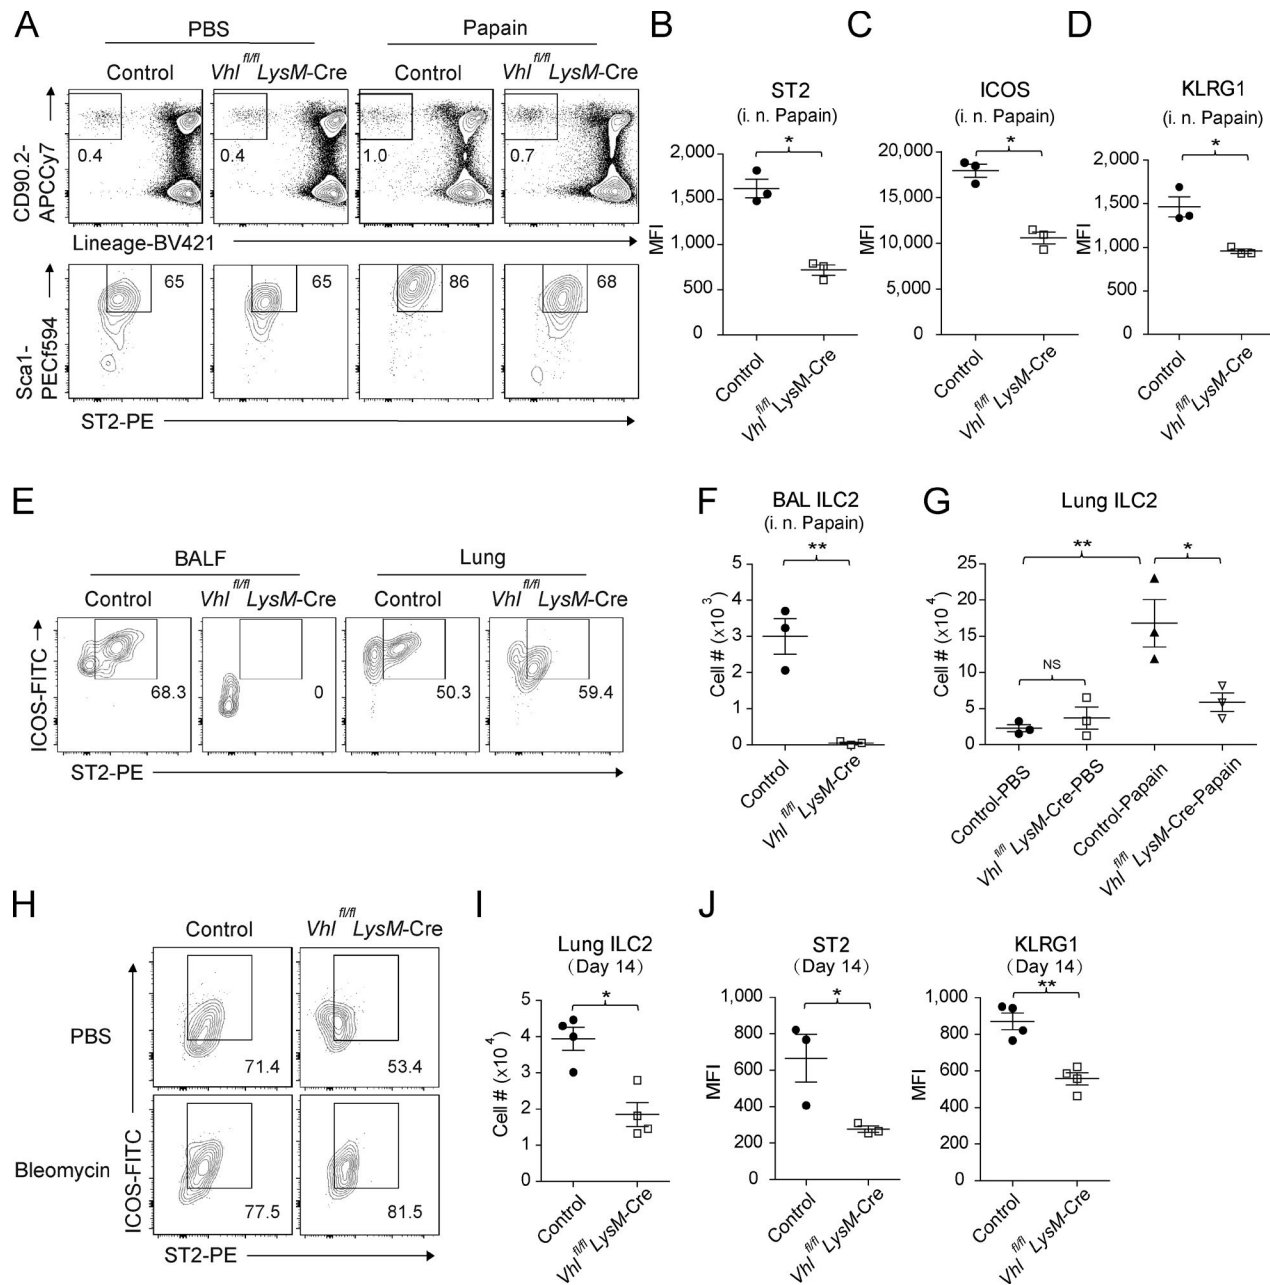 A
PBS
Papain
Control
Vhl fl/fl LysM-Cre
Control
Vhl fl/fl LysM-Cre
0.4
0.4
1.0
0.7
CD90.2-
APCCy7
Lineage-BV421
65
65
86
68
Sca1-
PECf594
ST2-PE
B
ST2
(i. n. Papain)
*
2,000
1,500
1,000
500
0
MFI
Control
Vhl fl/fl LysM-Cre
C
ICOS
(i. n. Papain)
*
20,000
15,000
10,000
5,000
0
MFI
Control
Vhl fl/fl LysM-Cre
D
KLRG1
(i. n. Papain)
*
2,000
1,500
1,000
500
0
MFI
Control
Vhl fl/fl LysM-Cre
E
BALF
Lung
Control
Vhl fl/fl LysM-Cre
Control
Vhl fl/fl LysM-Cre
68.3
0
50.3
59.4
ICOS-FITC
ST2-PE
F
BAL ILC2
(i. n. Papain)
**
5
4
3
2
1
0
Cell # (x10 3)
Control
Vhl fl/fl LysM-Cre
G
Lung ILC2
**
*
NS
25
20
15
10
5
0
Cell # (x10 4)
Control-PBS
Vhl fl/fl LysM-Cre-PBS
Control-Papain
Vhl fl/fl LysM-Cre-Papain
H
Control
Vhl fl/fl LysM-Cre
PBS
71.4
53.4
Bleomycin
77.5
81.5
ICOS-FITC
ST2-PE
I
Lung ILC2
(Day 14)
*
5
4
3
2
1
0
Cell # (x10 4)
Control
Vhl fl/fl LysM-Cre
J
ST2
(Day 14)
*
1,000
800
600
400
200
0
MFI
Control
Vhl fl/fl LysM-Cre
KLRG1
(Day 14)
**
1,000
800
600
400
200
0
MFI
Control
Vhl fl/fl LysM-Cre